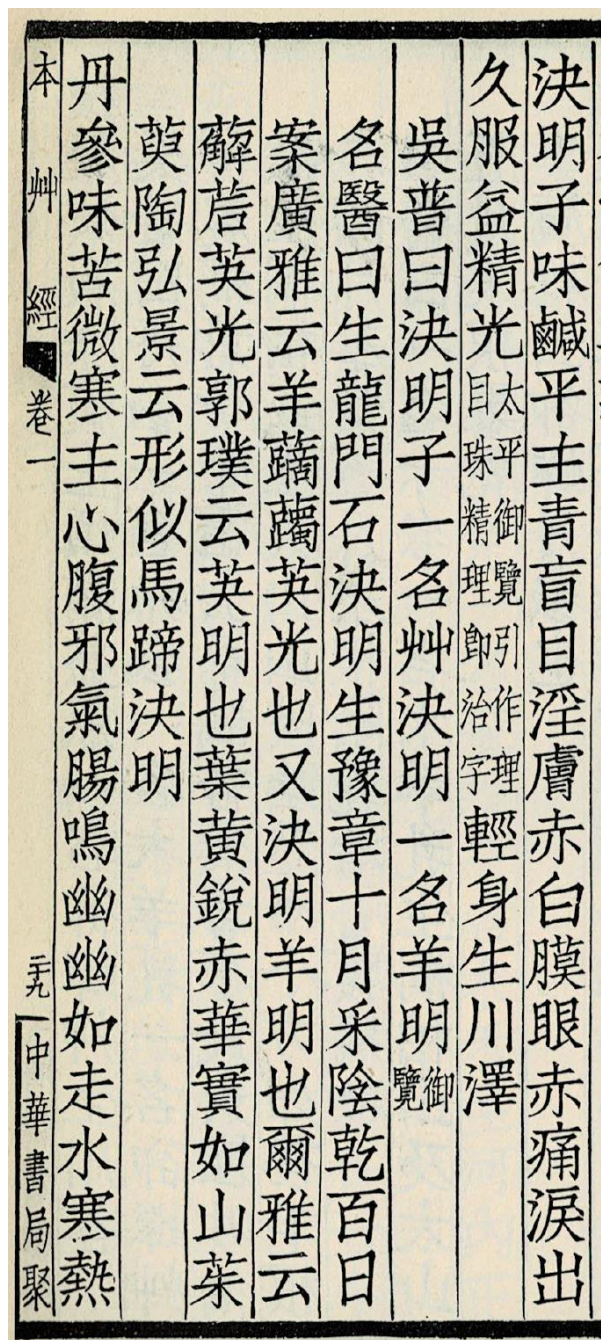 決明子味鹹平主青盲目淫膚赤白膜眼赤痛淚出
久服益精光太平御覽引作理目珠精理即治字輕身生川澤
吳普曰決明子一名艸決明一名羊明御覽
名醫曰生龍門石決明生豫章十月采陰乾百日
案廣雅云羊䕞䕽英光也又決明羊明也爾雅云
薢茩英光郭璞云英明也葉黃銳赤華實如山茱
萸陶弘景云形似馬蹄決明
丹參味苦微寒主心腹邪氣腸鳴幽幽如走水寒熱
本艸經 卷一 二十九 中華書局聚